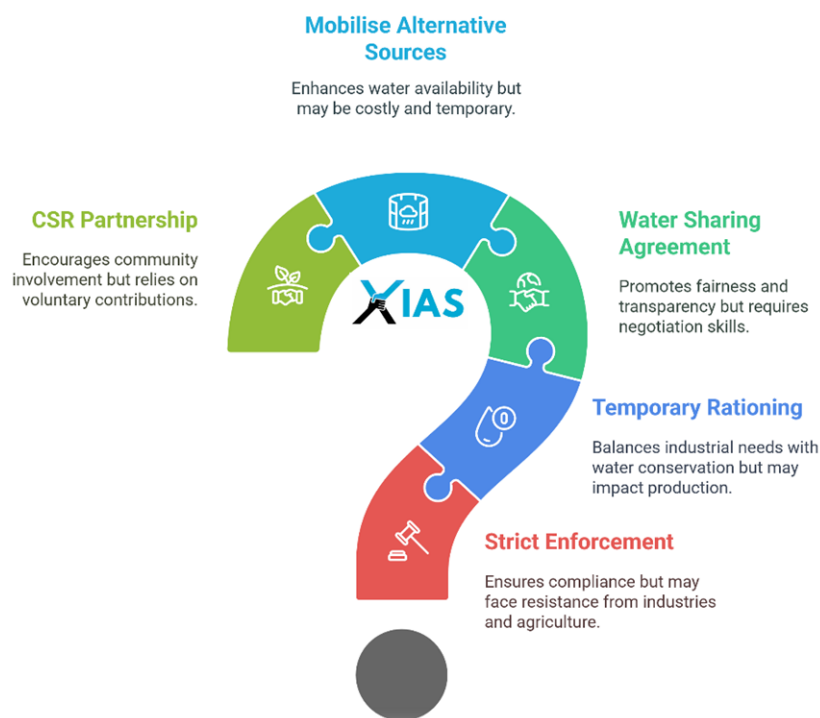 Mobilise Alternative
Sources
Enhances water availability but
may be costly and temporary.
CSR Partnership
Encourages community
involvement but relies on
voluntary contributions.
XIAS
Water Sharing
Agreement
Promotes fairness and
transparency but requires
negotiation skills.
Temporary Rationing
Balances industrial needs with
water conservation but may
impact production.
Strict Enforcement
Ensures compliance but may
face resistance from industries
and agriculture.